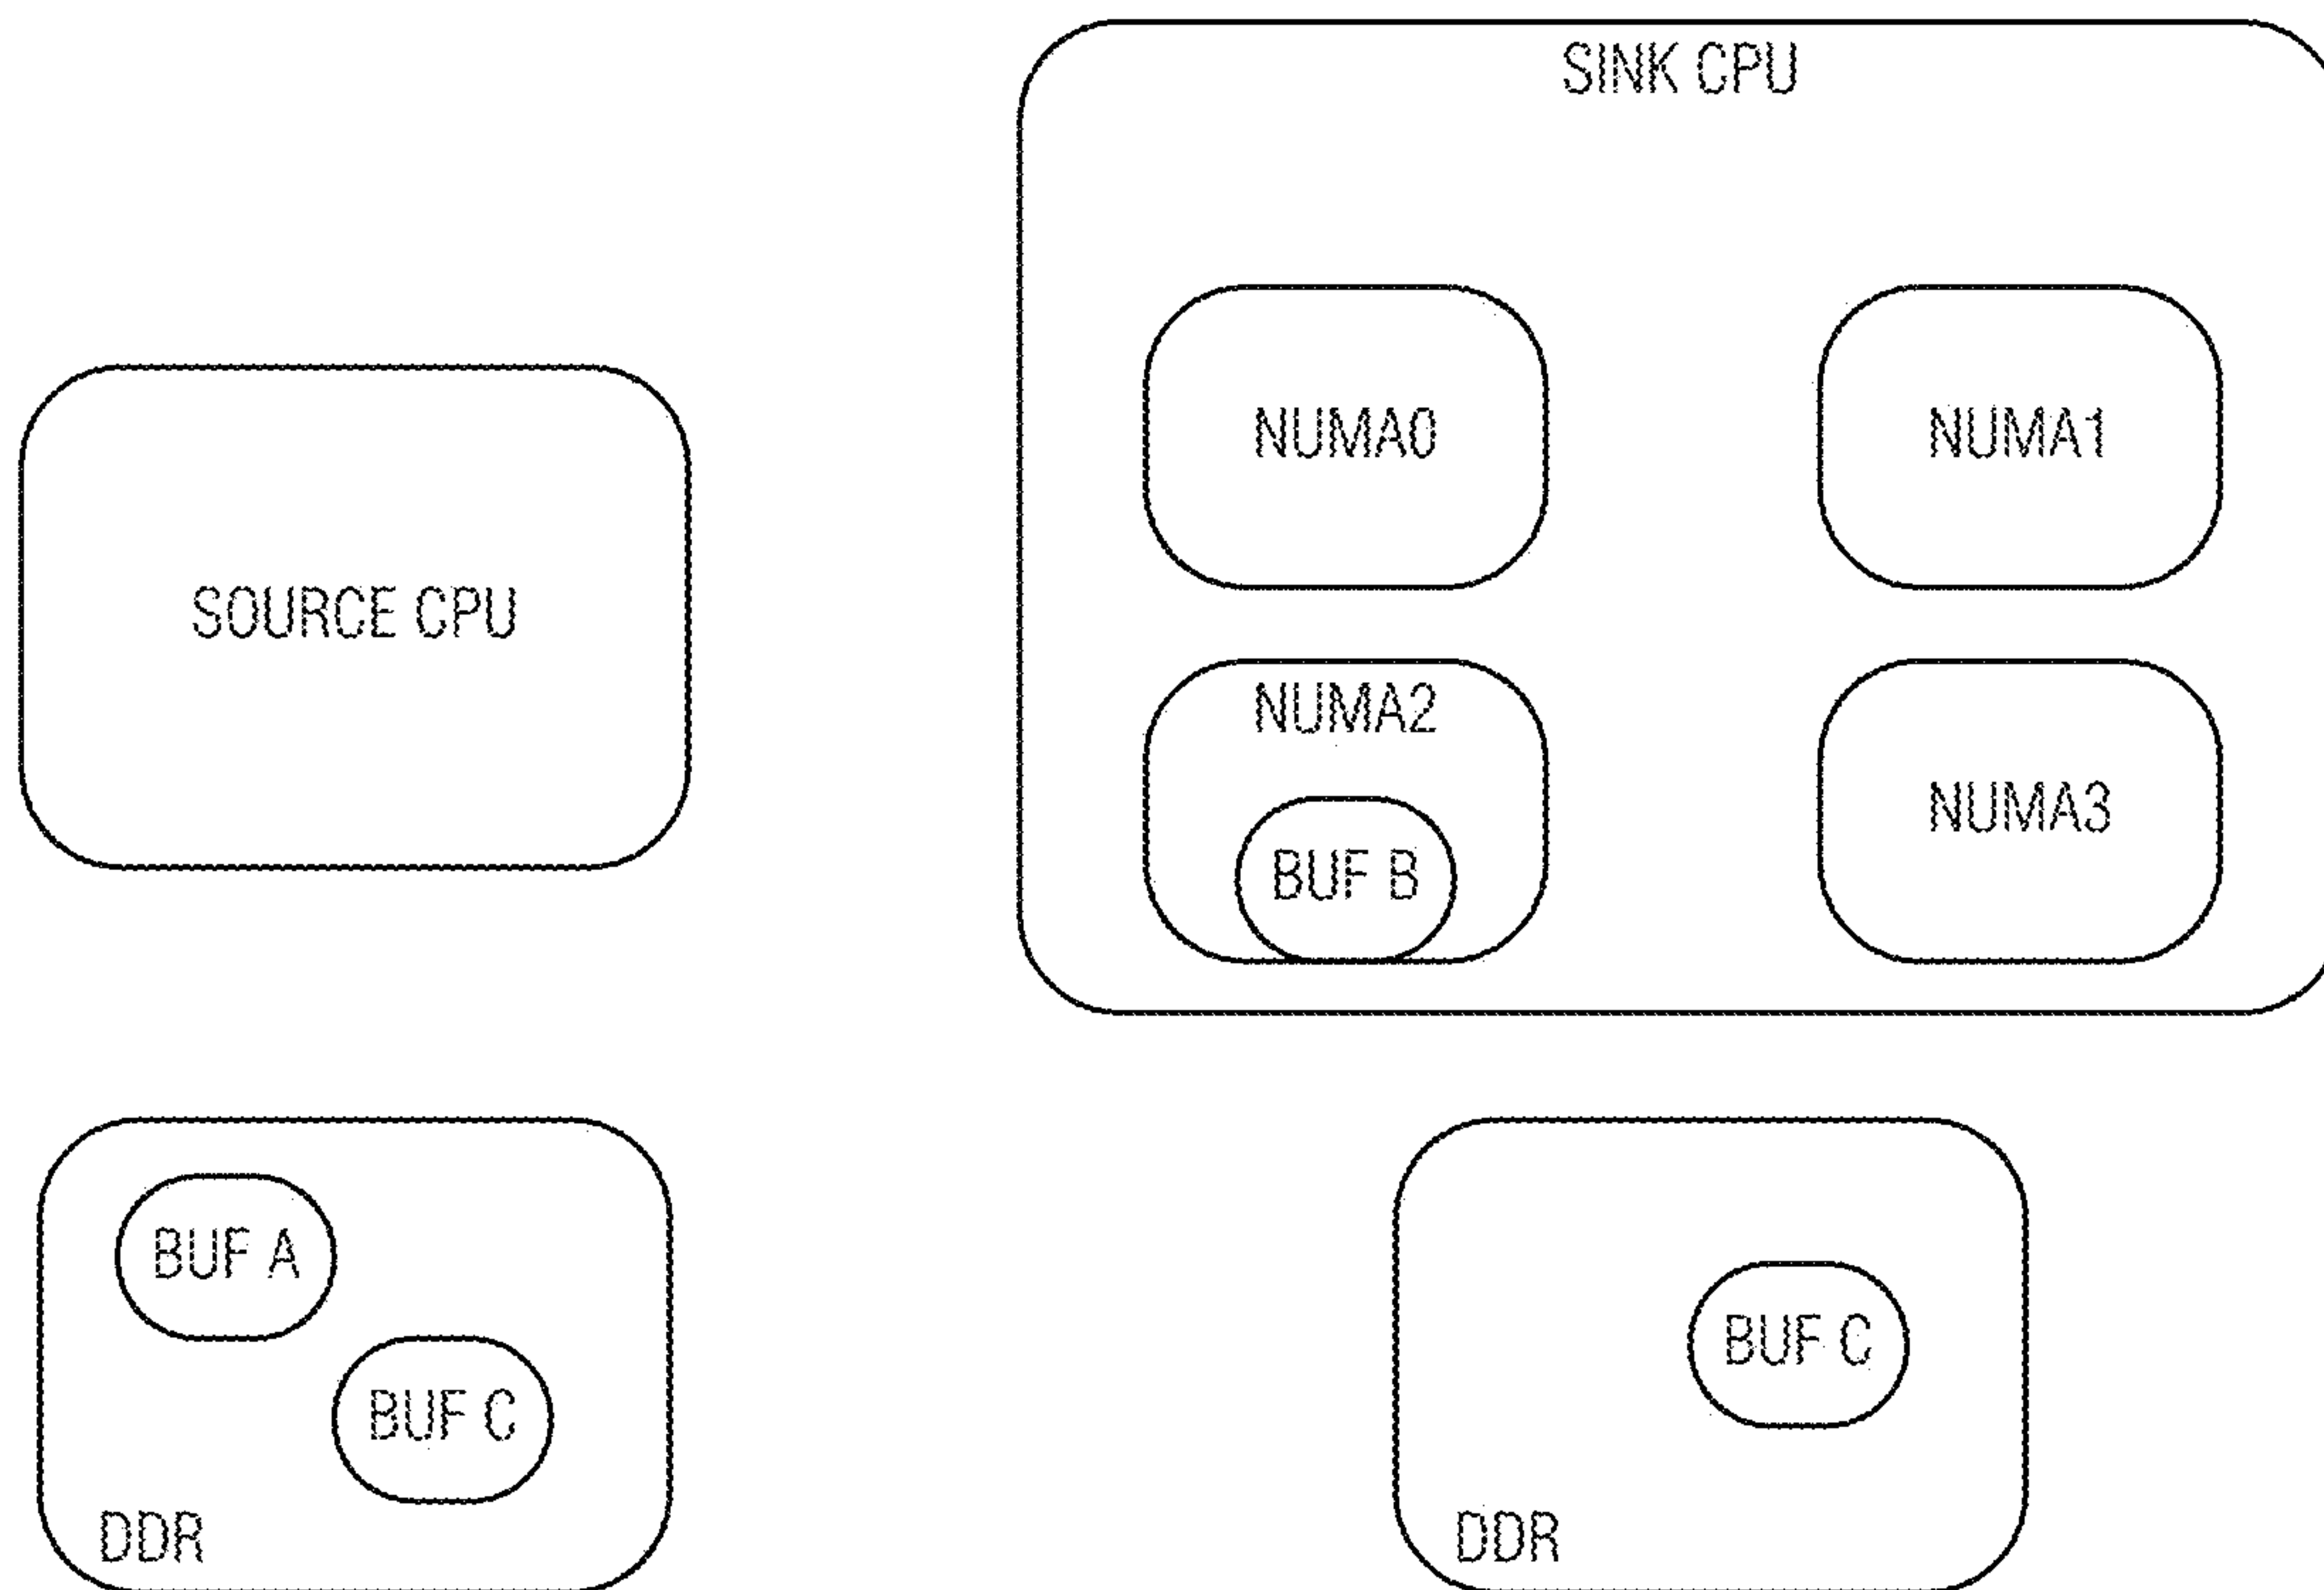 SINK CPU
NUMA0
NUMA1
SOURCE CPU
NUMA2
NUMA3
BUF B
BUF A
BUF C
BUF C
DDR
DDR